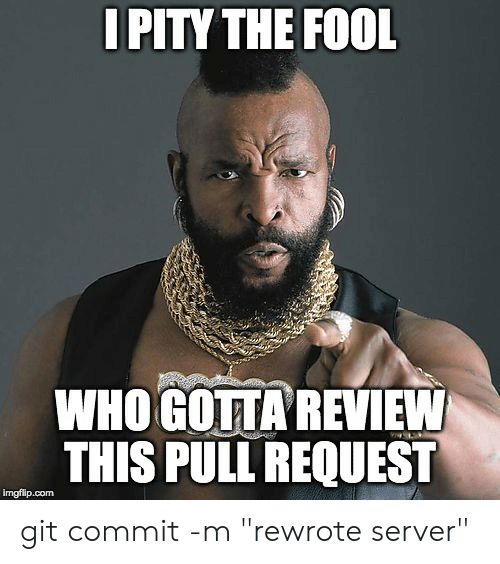 I PITY THE FOOL
WHO GOTTA REVIEW
THIS PULL REQUEST
imgflip.com
git commit -m "rewrote server"